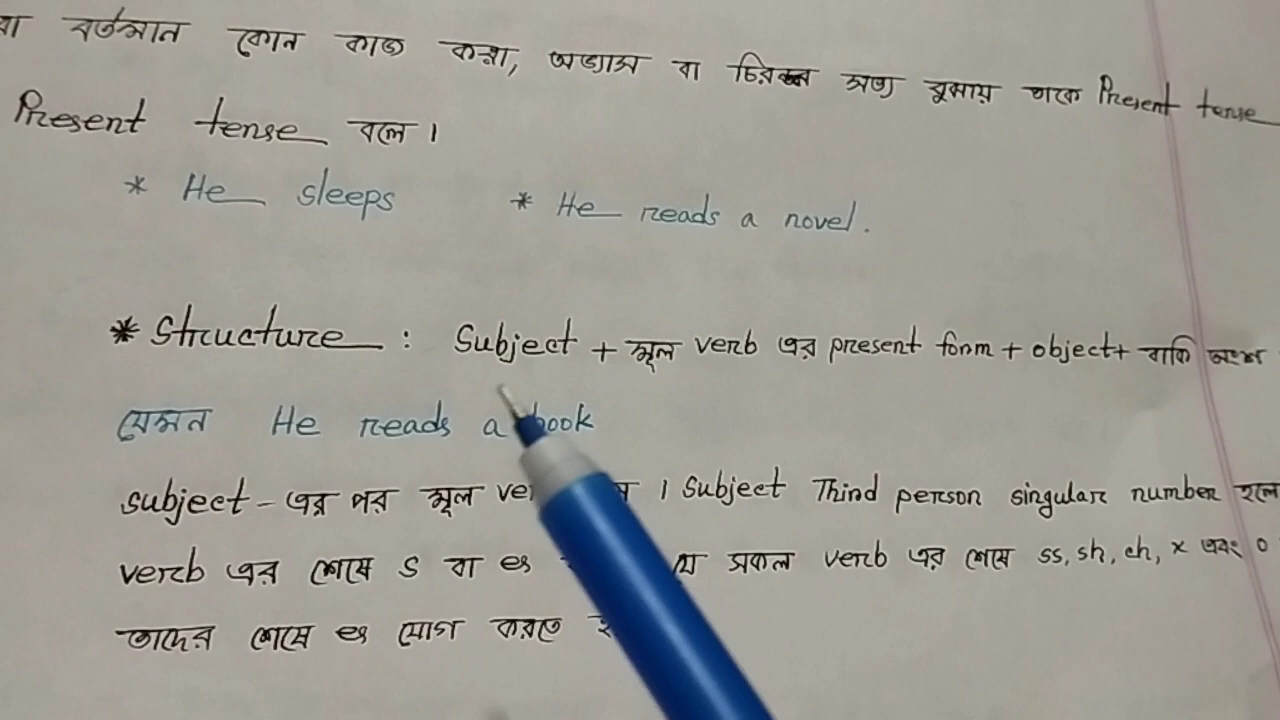 বা বর্তমান কোন কাজ করা, অভ্যাস বা চিরন্তন সত্য বুঝায় তাকে Present tense
Present tense বলে।
* He sleeps * He reads a novel.
* Structure : Subject + মূল verb এর present form + object + বাকি অংশ
যেমন He reads a book
subject - এর পর মূল । Subject Third person singular number হলে
verb এর শেষে s বা es সকল verb এর শেষে ss, sh, ch, x এবং o
তাদের শেষে es যোগ করতে